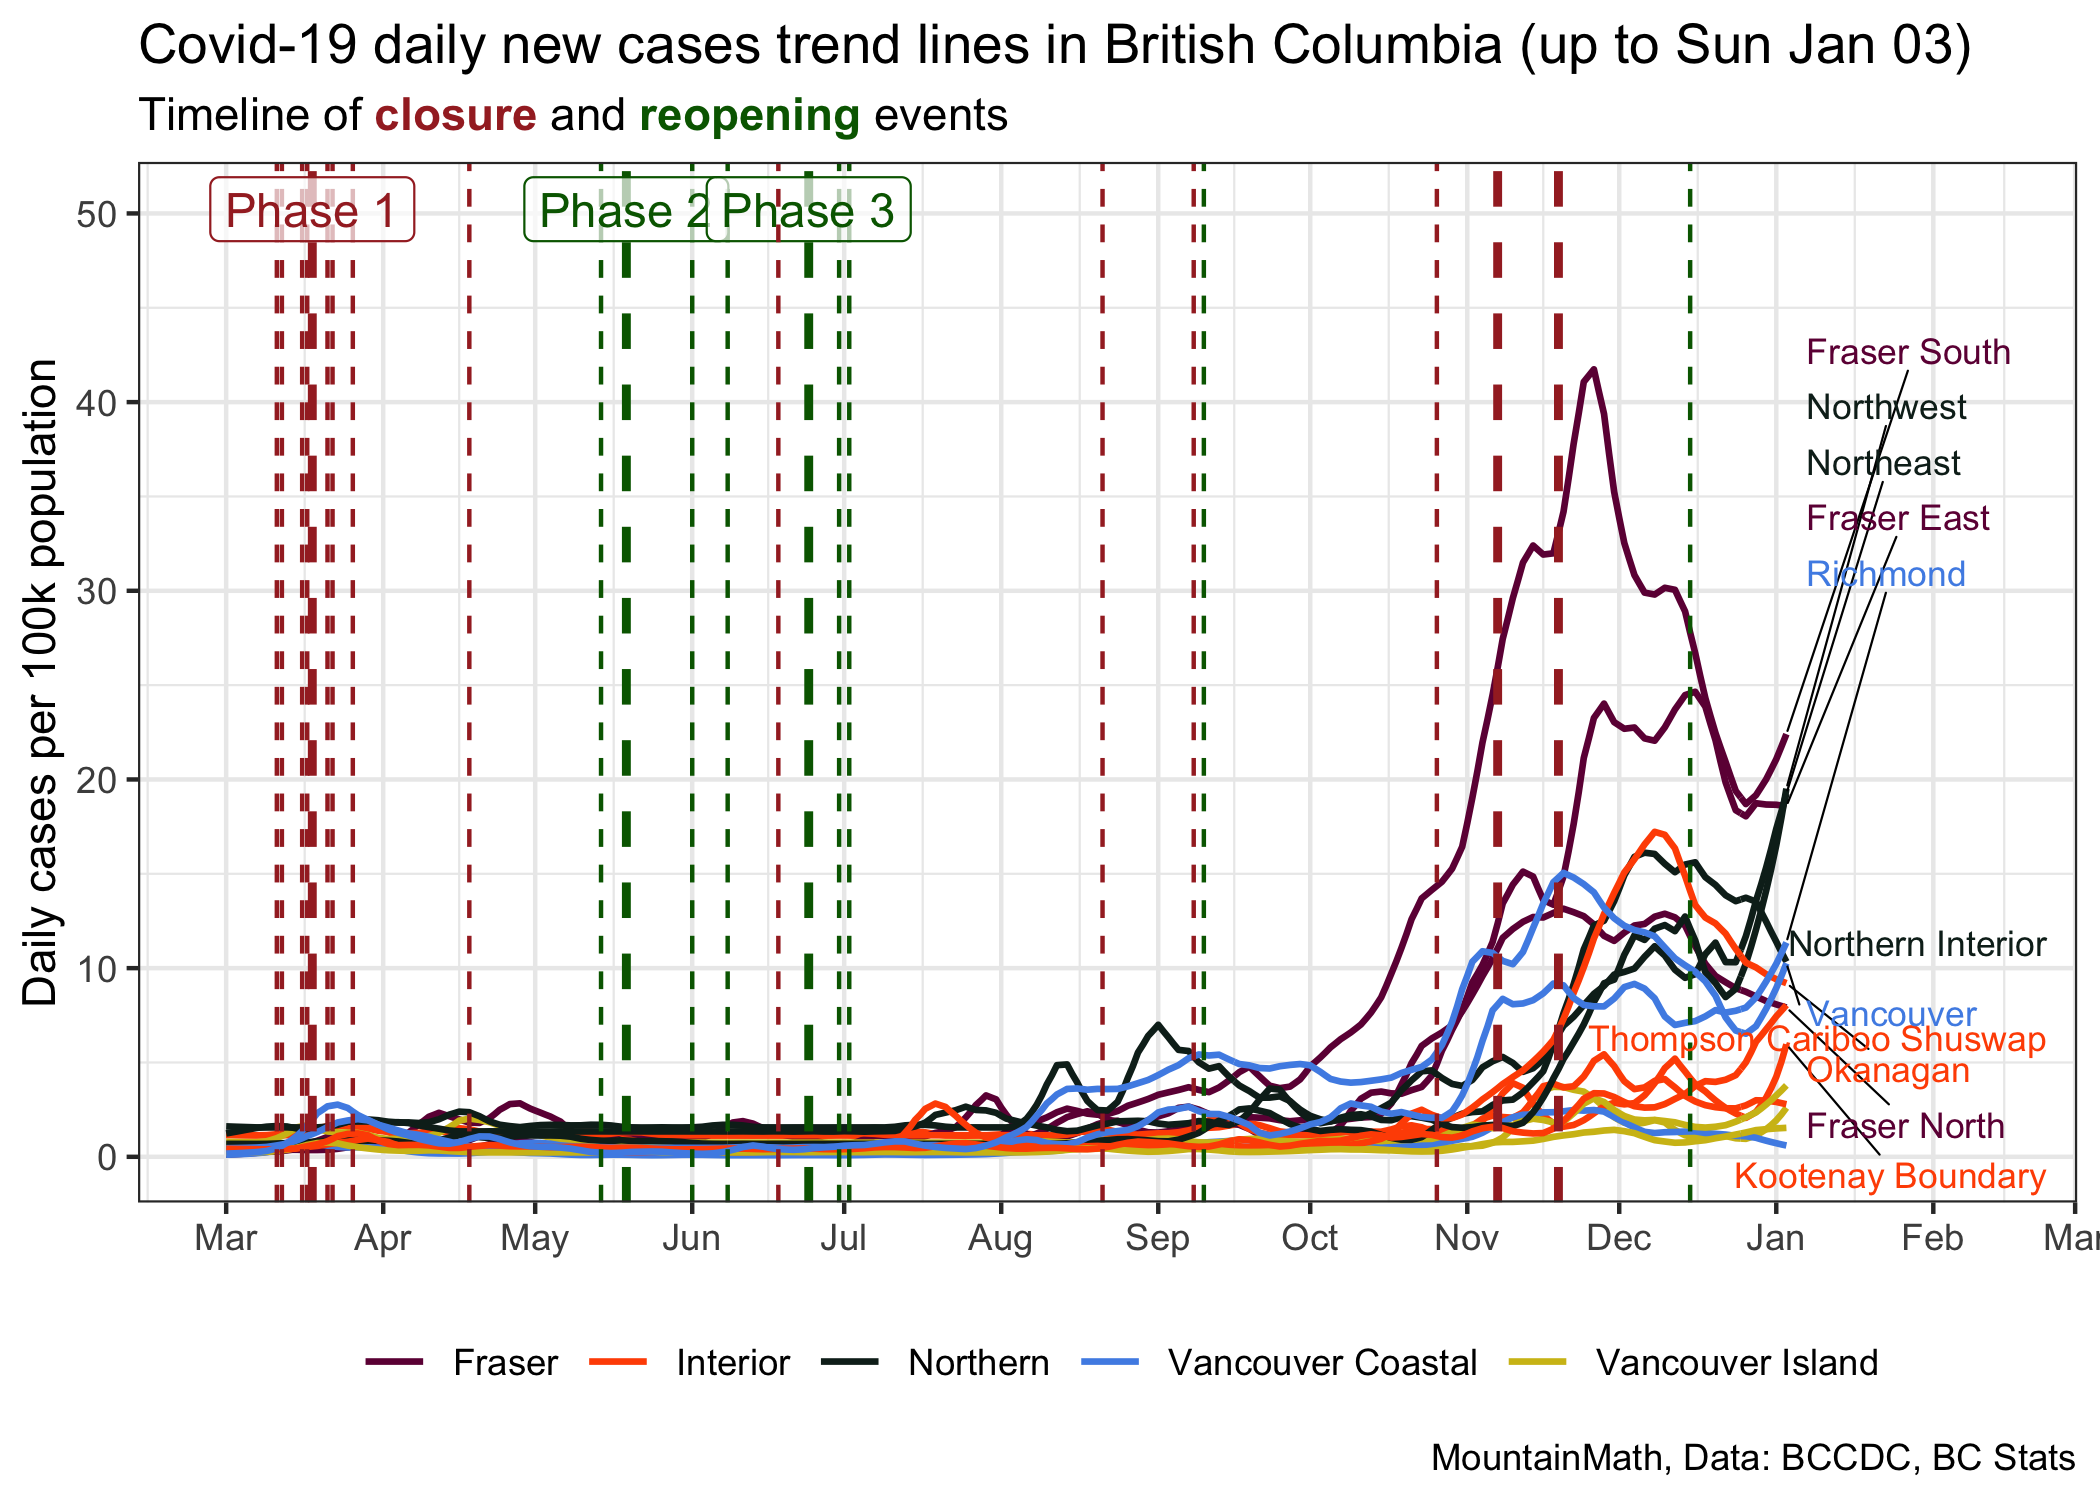 Covid-19 daily new cases trend lines in British Columbia (up to Sun Jan 03)
Timeline of closure and reopening events
Daily cases per 100k population
50
40
30
20
10
0
Phase 1
Phase 2
Phase 3
Fraser South
Northwest
Northeast
Fraser East
Richmond
Northern Interior
Vancouver
Thompson Cariboo Shuswap
Okanagan
Fraser North
Kootenay Boundary
Mar Apr May Jun Jul Aug Sep Oct Nov Dec Jan Feb Mar
Fraser Interior Northern Vancouver Coastal Vancouver Island
MountainMath, Data: BCCDC, BC Stats